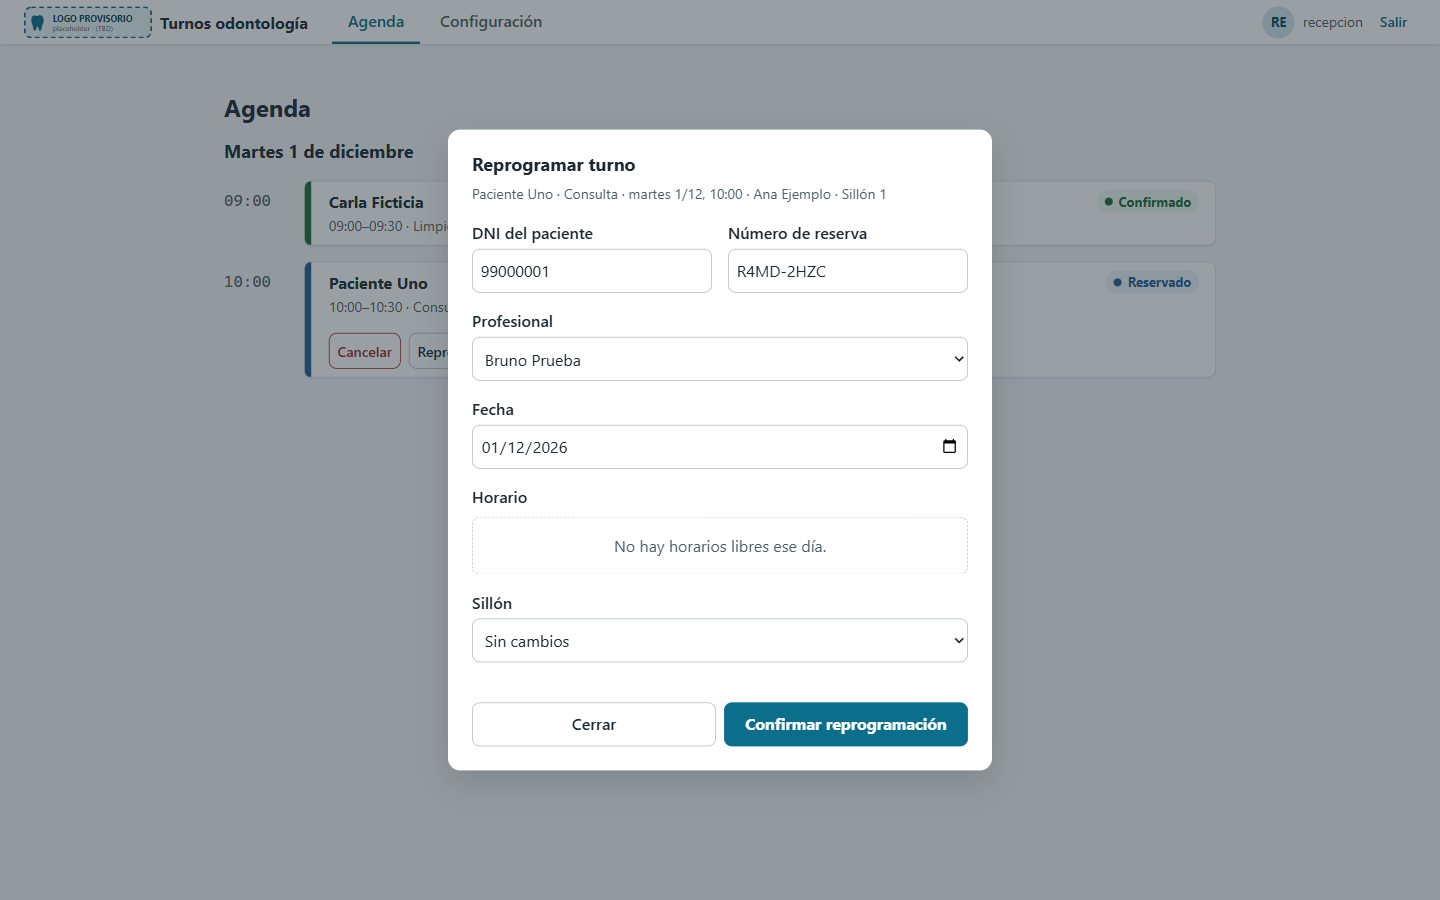 LOGO PROVISORIO
placeholder · (TBD)
Turnos odontología
Agenda
Configuración
RE
recepcion
Salir
Agenda
Martes 1 de diciembre
09:00
Carla Ficticia
09:00–09:30 · Limpi
Confirmado
10:00
Paciente Uno
10:00–10:30 · Consu
Reservado
Cancelar
Repr
Reprogramar turno
Paciente Uno · Consulta · martes 1/12, 10:00 · Ana Ejemplo · Sillón 1
DNI del paciente
Número de reserva
99000001
R4MD-2HZC
Profesional
Bruno Prueba
Fecha
01/12/2026
Horario
No hay horarios libres ese día.
Sillón
Sin cambios
Cerrar
Confirmar reprogramación